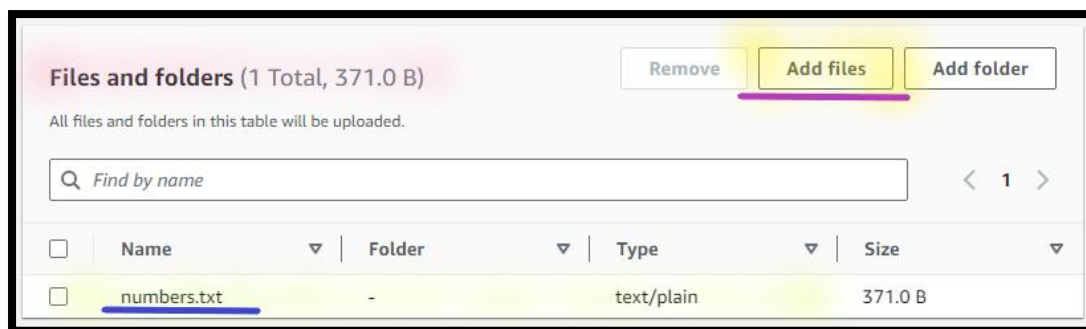 Files and folders (1 Total, 371.0 B) Remove Add files Add folder
All files and folders in this table will be uploaded.
Find by name 1
Name Folder Type Size
numbers.txt - text/plain 371.0 B